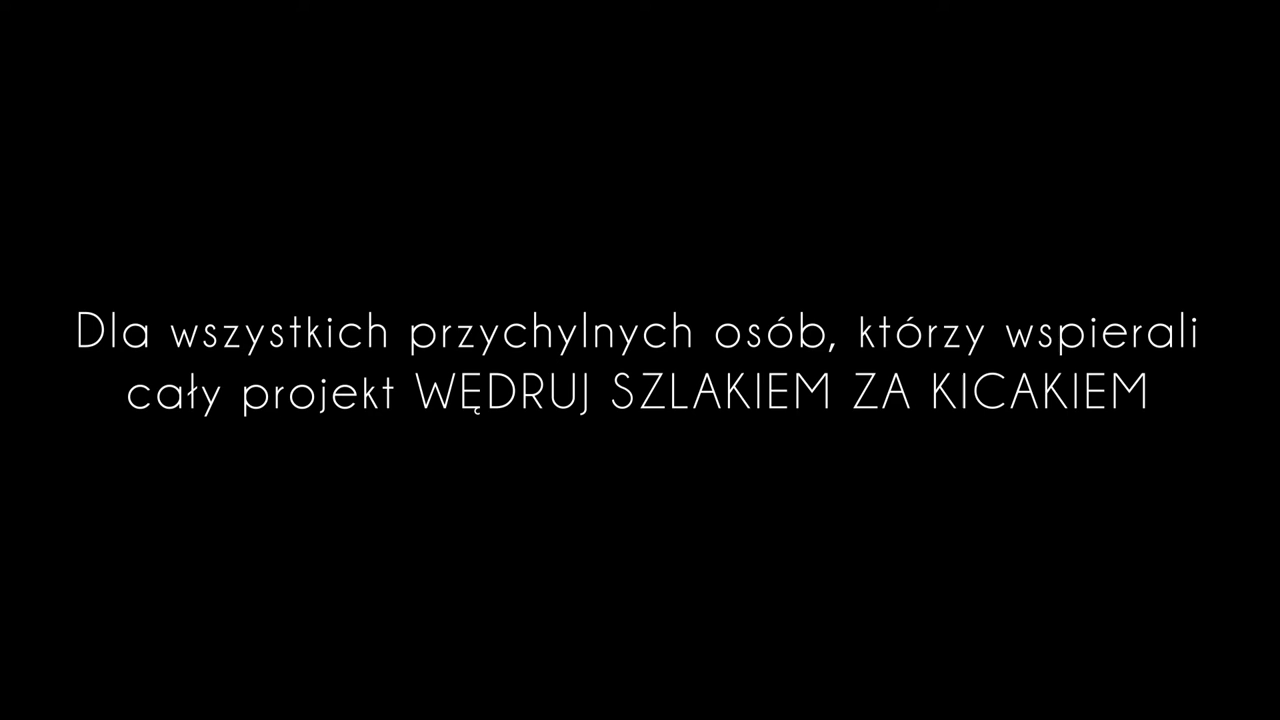 Dla wszystkich przychylnych osób, którzy wspierali
cały projekt WĘDRUJ SZLAKIEM ZA KICAKIEM